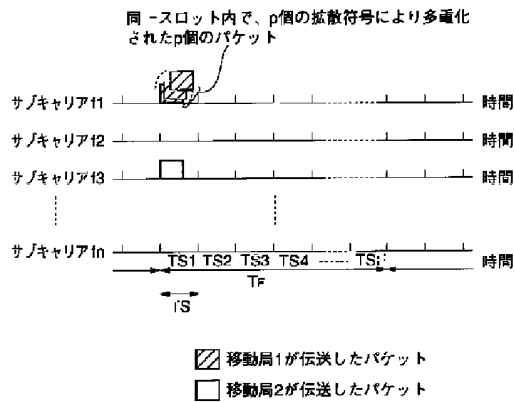 同一スロット内で、p個の拡散符号により多重化
されたp個のパケット
サブキャリアf1
時間
サブキャリアf2
時間
サブキャリアf3
時間
サブキャリアfn
TS1 TS2 TS3 TS4 TSi
時間
TF
TS
移動局1が伝送したパケット
移動局2が伝送したパケット